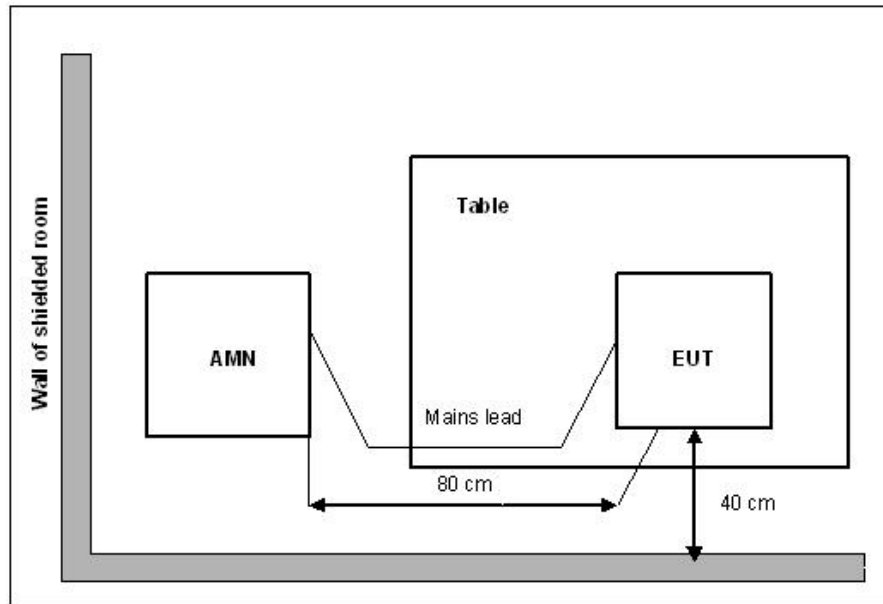 Wall of shielded room
Table
AMN
EUT
Mains lead
80 cm
40 cm